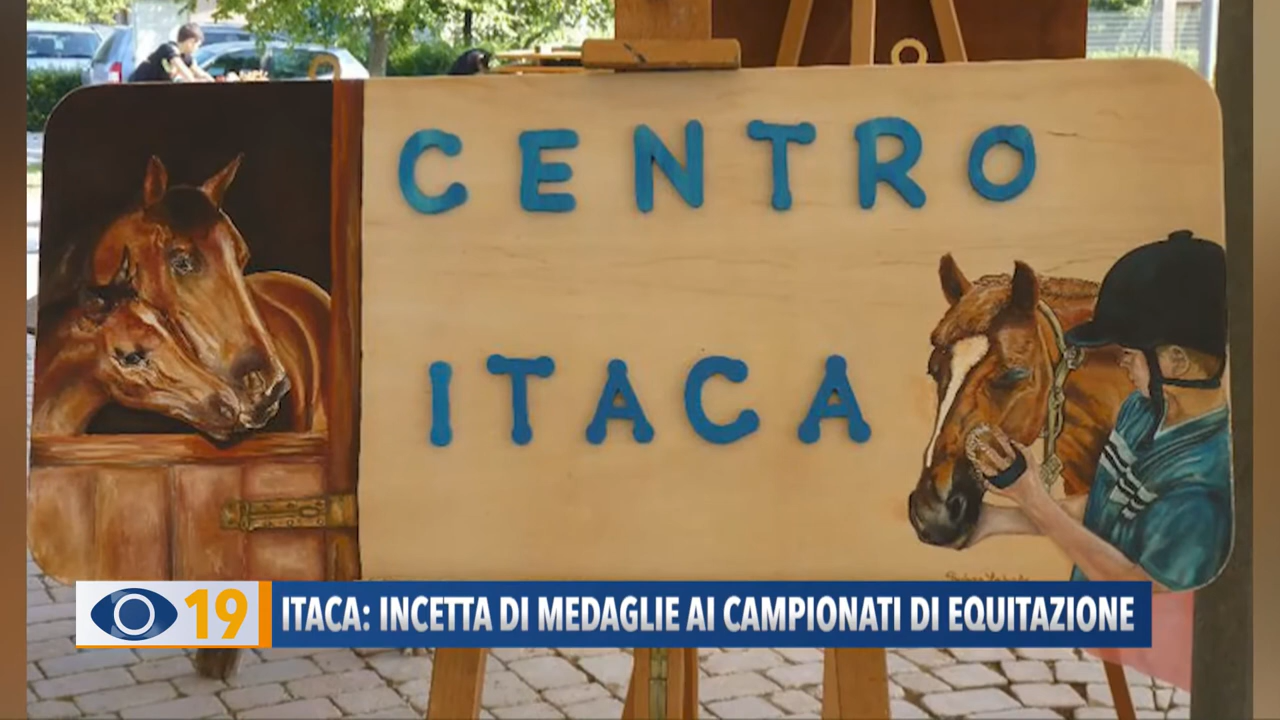 CENTRO
ITACA
19 ITACA: INCETTA DI MEDAGLIE AI CAMPIONATI DI EQUITAZIONE